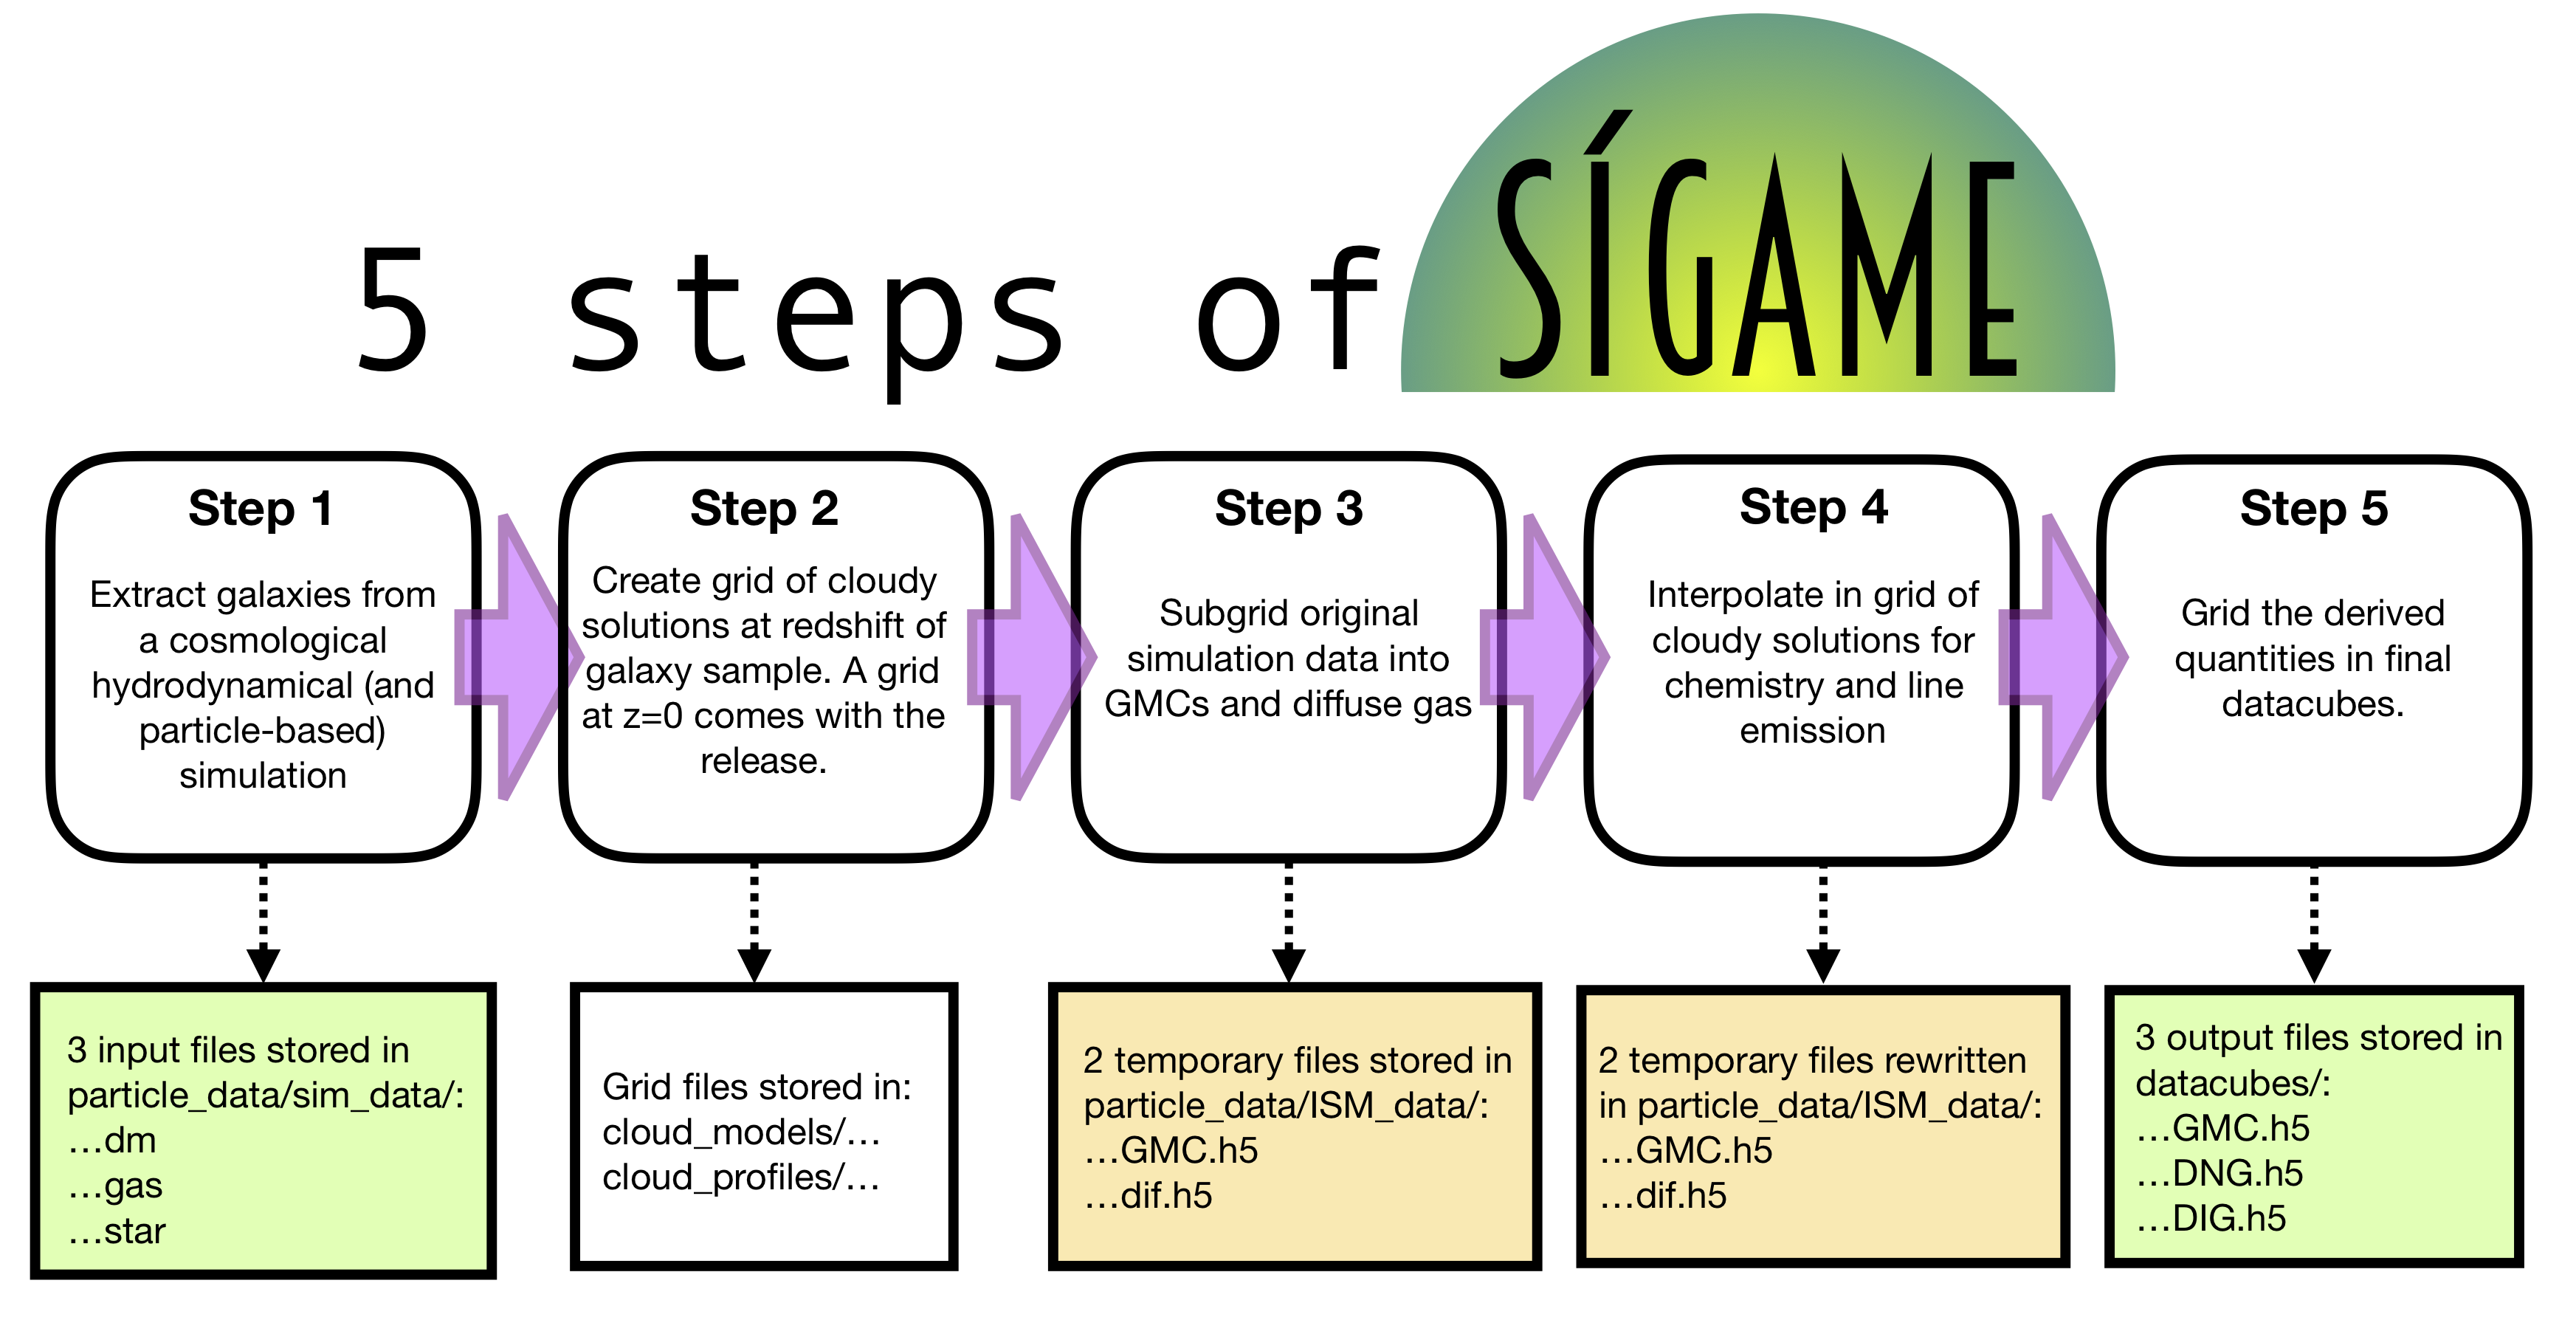 5 steps of SÍGAME
Step 1
Extract galaxies from
a cosmological
hydrodynamical (and
particle-based)
simulation
Step 2
Create grid of cloudy
solutions at redshift of
galaxy sample. A grid
at z=0 comes with the
release.
Step 3
Subgrid original
simulation data into
GMCs and diffuse gas
Step 4
Interpolate in grid of
cloudy solutions for
chemistry and line
emission
Step 5
Grid the derived
quantities in final
datacubes.
3 input files stored in
particle_data/sim_data/:
…dm
…gas
…star
Grid files stored in:
cloud_models/…
cloud_profiles/…
2 temporary files stored in
particle_data/ISM_data/:
…GMC.h5
…dif.h5
2 temporary files rewritten
in particle_data/ISM_data/:
…GMC.h5
…dif.h5
3 output files stored in
datacubes/:
…GMC.h5
…DNG.h5
…DIG.h5